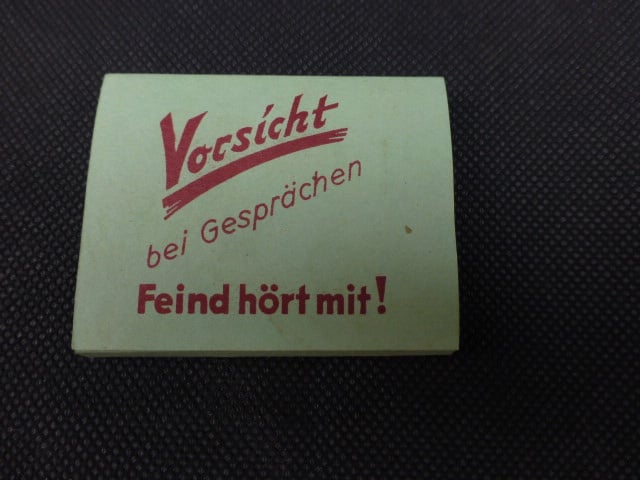 Vorsicht
bei Gesprächen
Feind hört mit!